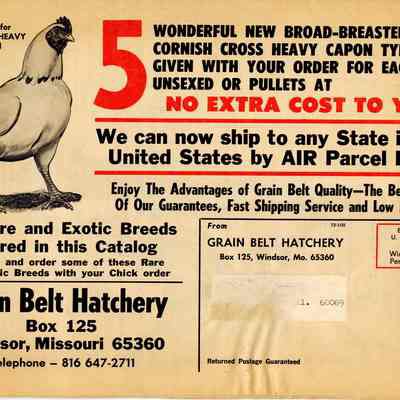 for
HEAVY
5
WONDERFUL NEW BROAD-BREASTE
CORNISH CROSS HEAVY CAPON TY
GIVEN WITH YOUR ORDER FOR EA
UNSEXED OR PULLETS AT
NO EXTRA COST TO Y
We can now ship to any State i
United States by AIR Parcel
Enjoy The Advantages of Grain Belt Quality—The Be
Of Our Guarantees, Fast Shipping Service and Low
re and Exotic Breeds
red in this Catalog
and order some of these Rare
ic Breeds with your Chick order
n Belt Hatchery
Box 125
sor, Missouri 65360
elephone – 816 647-2711
From
GRAIN BELT HATCHERY
Box 125, Windsor, Mo. 65360
60069
Returned Postage Guaranteed
U.
Wi
Pe